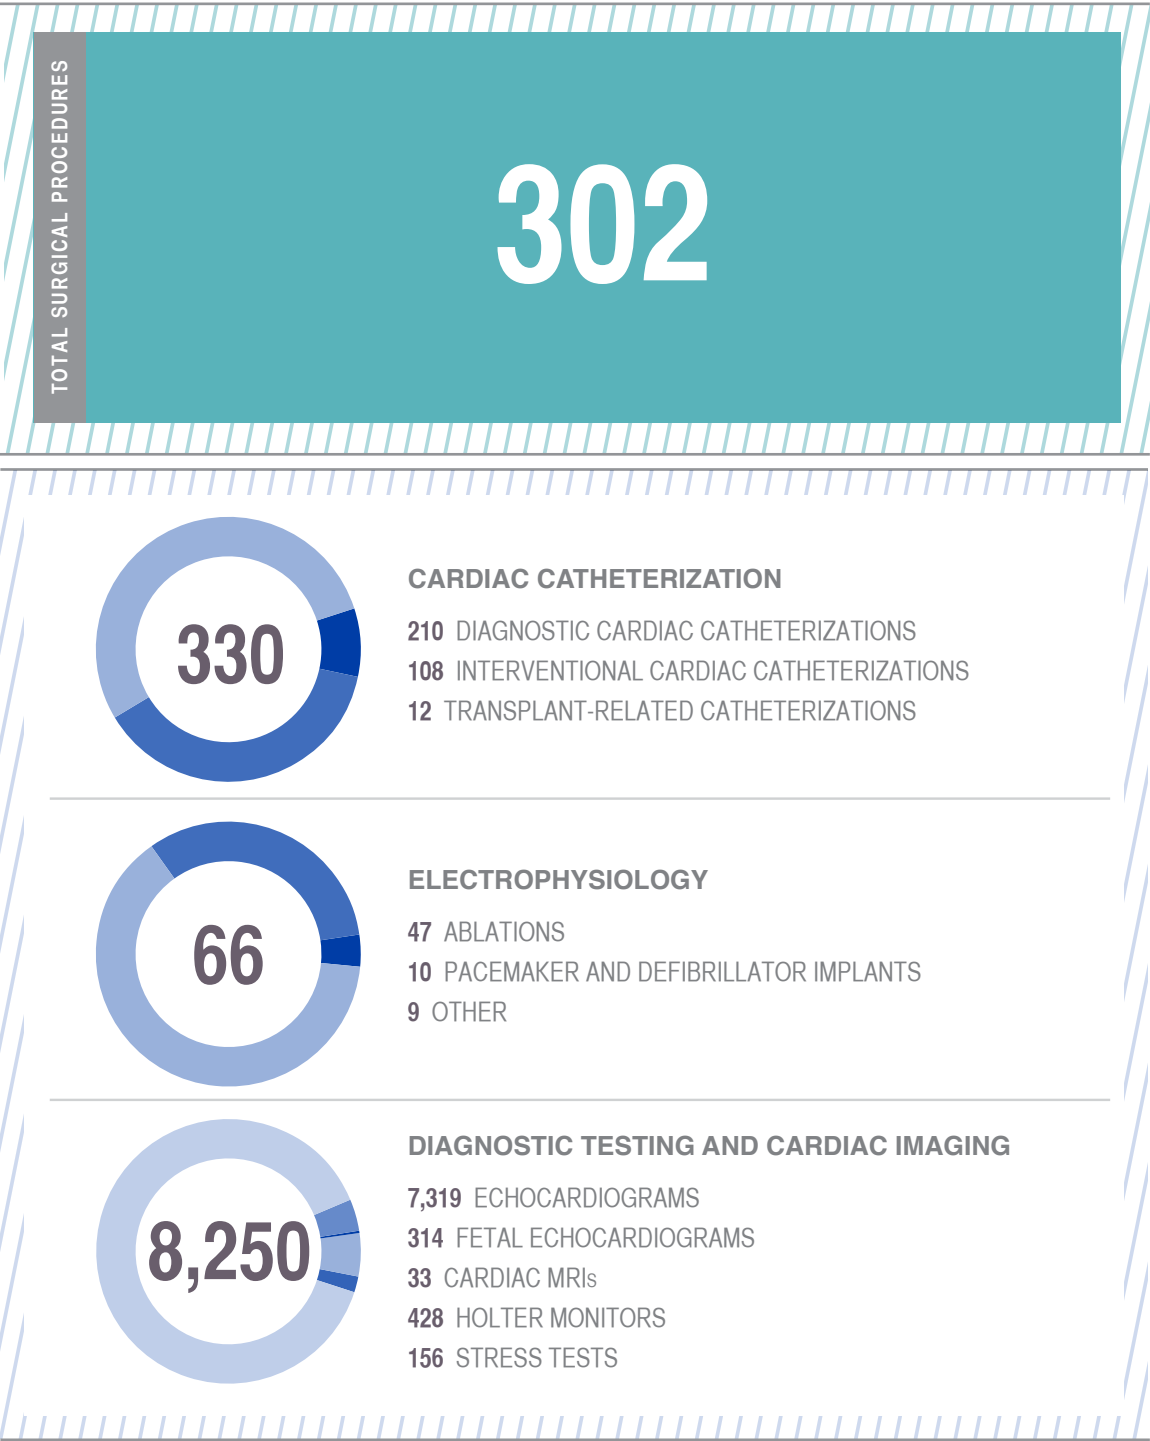 TOTAL SURGICAL PROCEDURES
302
330
CARDIAC CATHETERIZATION
210 DIAGNOSTIC CARDIAC CATHETERIZATIONS
108 INTERVENTIONAL CARDIAC CATHETERIZATIONS
12 TRANSPLANT-RELATED CATHETERIZATIONS
66
ELECTROPHYSIOLOGY
47 ABLATIONS
10 PACEMAKER AND DEFIBRILLATOR IMPLANTS
9 OTHER
8,250
DIAGNOSTIC TESTING AND CARDIAC IMAGING
7,319 ECHOCARDIOGRAMS
314 FETAL ECHOCARDIOGRAMS
33 CARDIAC MRIs
428 HOLTER MONITORS
156 STRESS TESTS